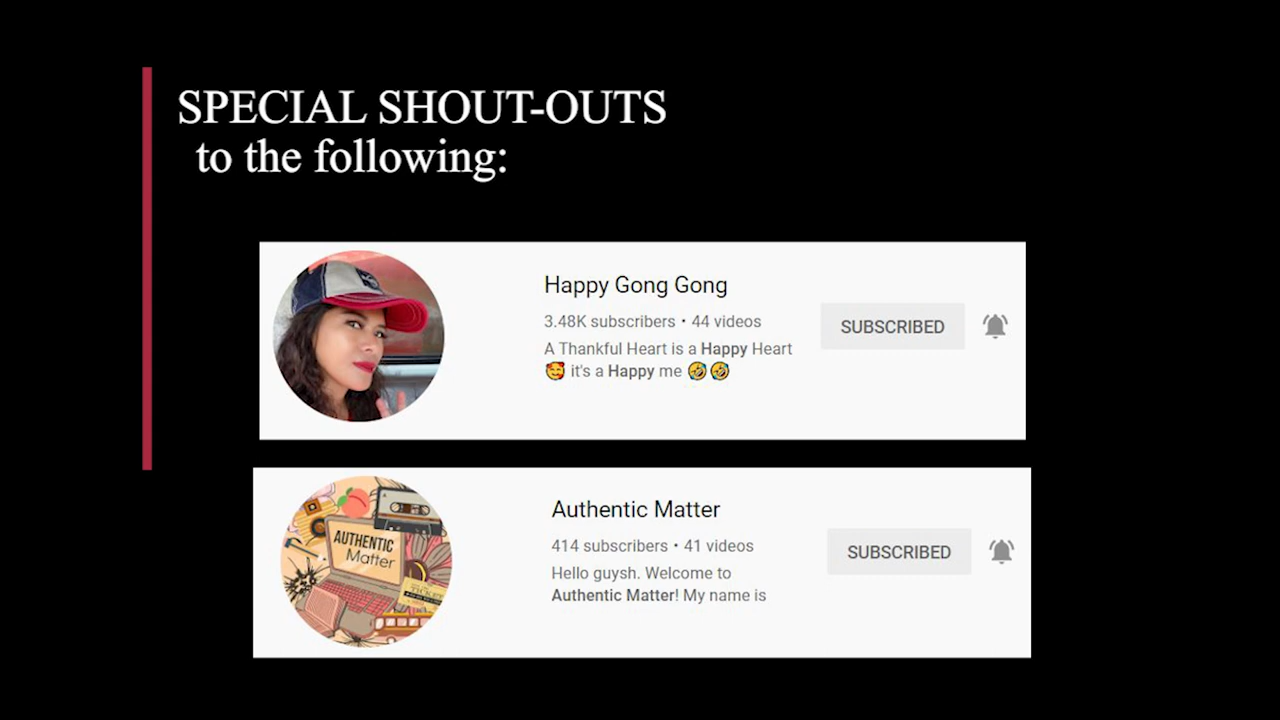 SPECIAL SHOUT-OUTS
to the following:
Happy Gong Gong
3.48K subscribers • 44 videos
A Thankful Heart is a Happy Heart
🥰 it's a Happy me 🤣🤣
SUBSCRIBED
AUTHENTIC
Matter
TICKET
Authentic Matter
414 subscribers • 41 videos
Hello guysh. Welcome to
Authentic Matter! My name is
SUBSCRIBED